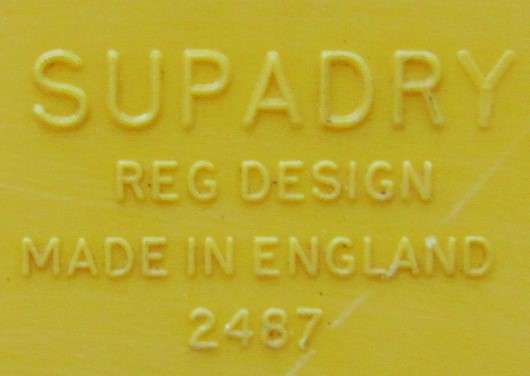 SUPADRY
REG DESIGN
MADE IN ENGLAND
2487